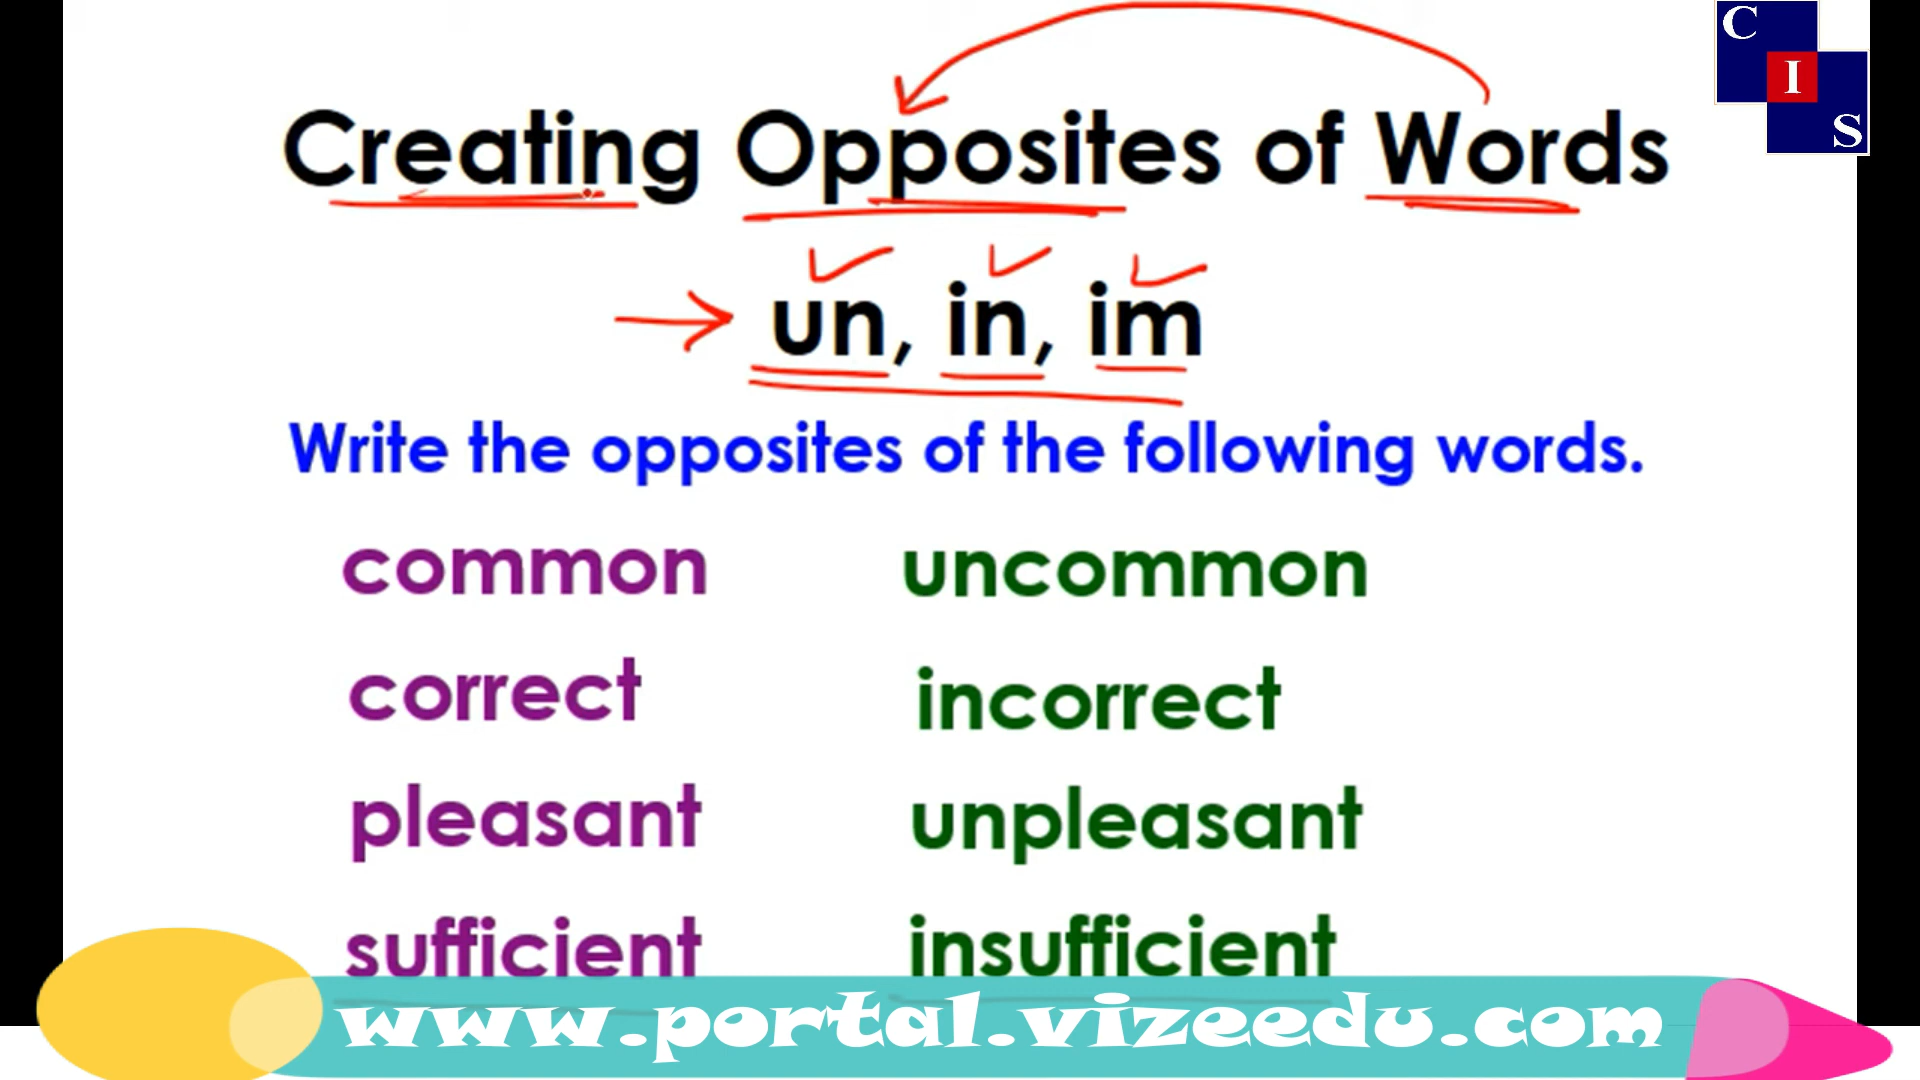 C
I
S
Creating Opposites of Words
un, in, im
Write the opposites of the following words.
common uncommon
correct incorrect
pleasant unpleasant
sufficient insufficient
www.portal.vizeedu.com